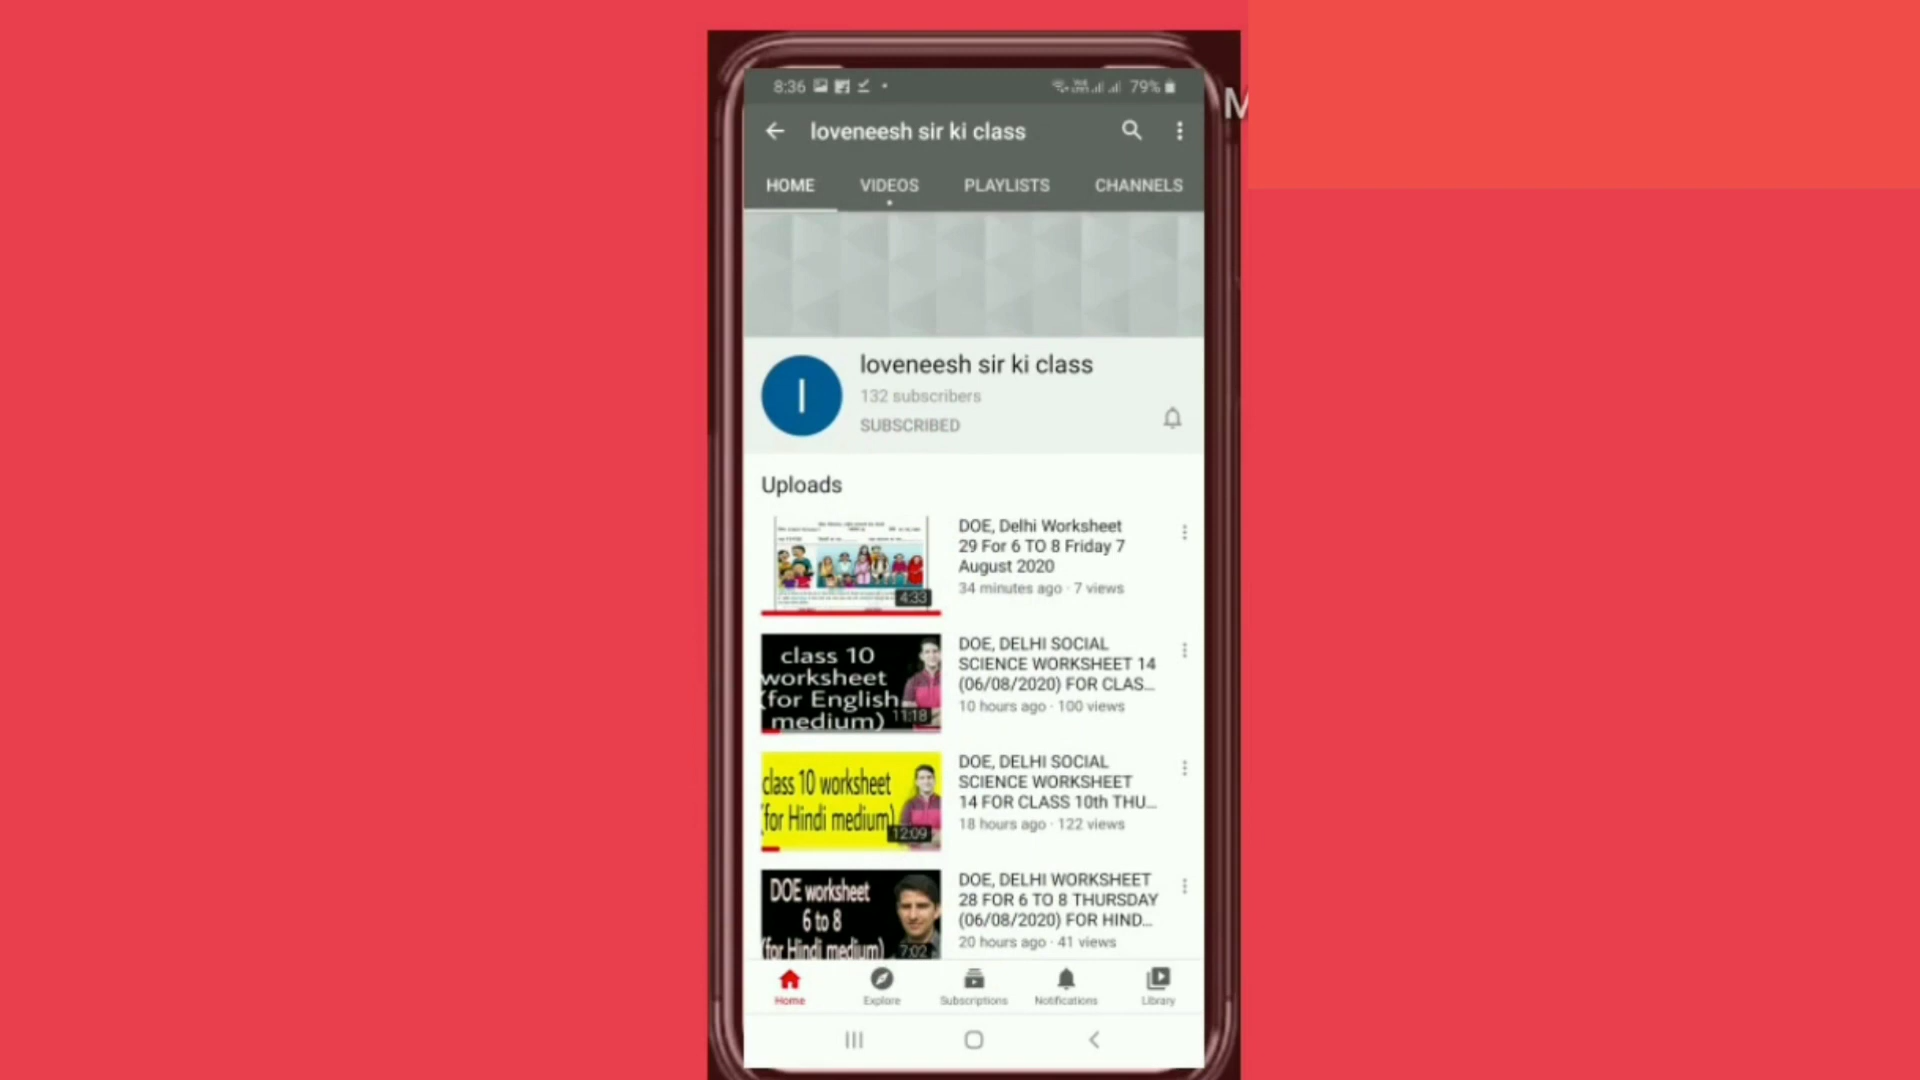 8:36
79%
M
loveneesh sir ki class
HOME VIDEOS PLAYLISTS CHANNELS
loveneesh sir ki class
132 subscribers
SUBSCRIBED
Uploads
4:33
DOE, Delhi Worksheet
29 For 6 TO 8 Friday 7
August 2020
34 minutes ago · 7 views
class 10
worksheet
(for English
medium)
11:18
DOE, DELHI SOCIAL
SCIENCE WORKSHEET 14
(06/08/2020) FOR CLAS...
10 hours ago · 100 views
class 10 worksheet
(for Hindi medium)
12:09
DOE, DELHI SOCIAL
SCIENCE WORKSHEET
14 FOR CLASS 10th THU...
18 hours ago · 122 views
DOE worksheet
6 to 8
(for Hindi medium)
7:02
DOE, DELHI WORKSHEET
28 FOR 6 TO 8 THURSDAY
(06/08/2020) FOR HIND...
20 hours ago · 41 views
Home Explore Subscriptions Notifications Library